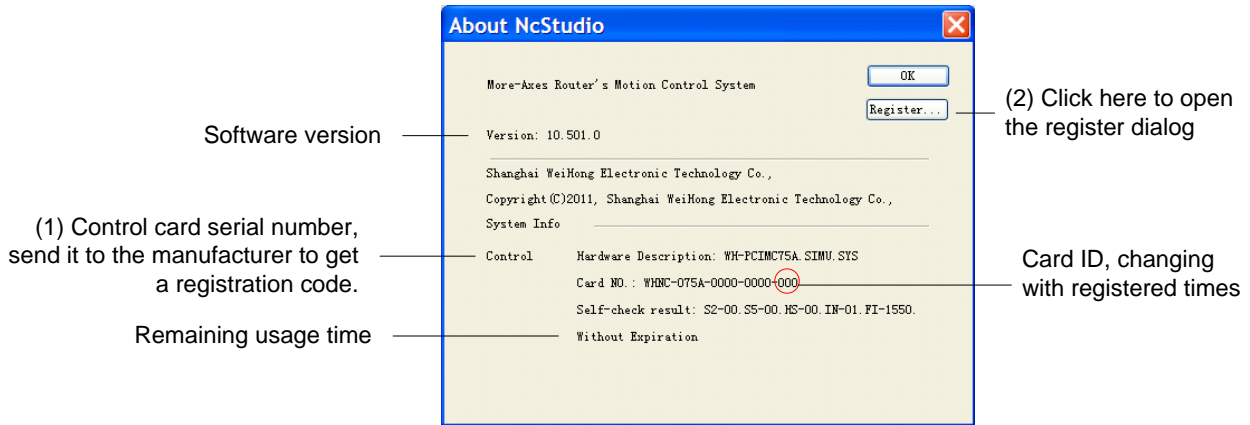 About NcStudio
More-Axes Router's Motion Control System
OK
Register...
(2) Click here to open
the register dialog
Software version
Version: 10.501.0
Shanghai WeiHong Electronic Technology Co.,
Copyright(C)2011, Shanghai WeiHong Electronic Technology Co.,
System Info
(1) Control card serial number,
send it to the manufacturer to get
a registration code.
Control
Hardware Description: WH-PCIMC75A.SIMU.SYS
Card NO.: WHNC-075A-0000-0000-000
Card ID, changing
with registered times
Self-check result: S2-00.S5-00.HS-00.IN-01.FI-1550.
Remaining usage time
Without Expiration